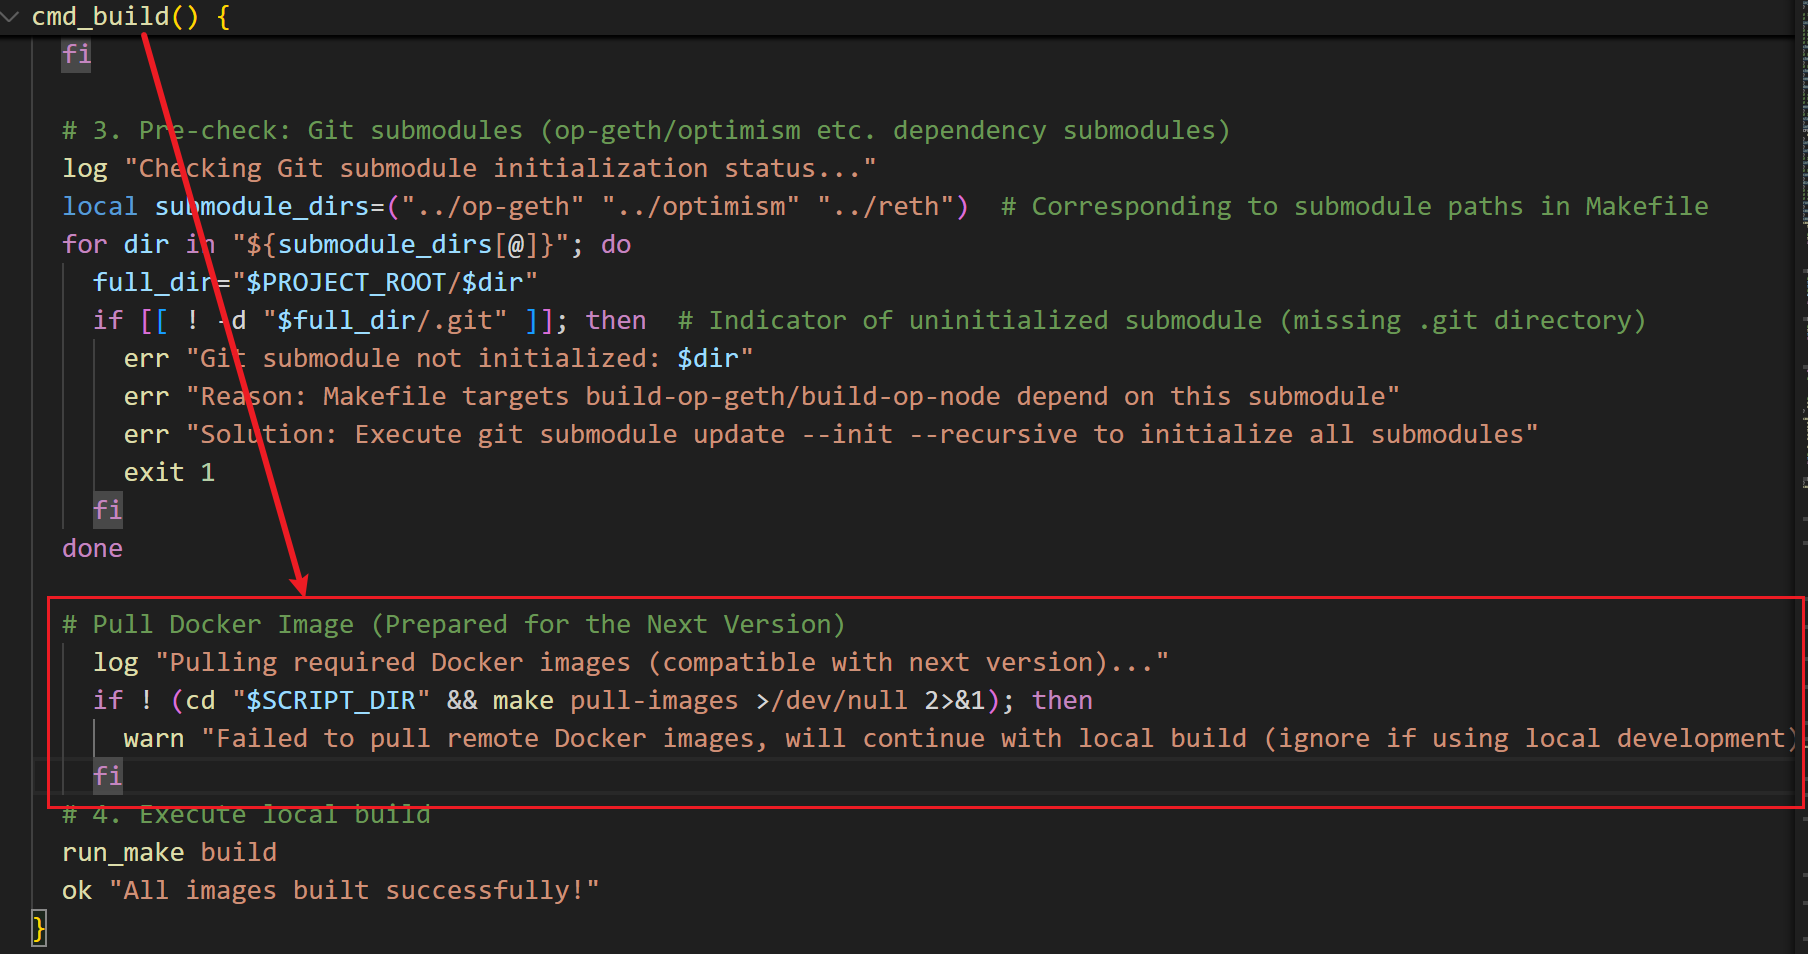 cmd_build() {
    fi

  # 3. Pre-check: Git submodules (op-geth/optimism etc. dependency submodules)
  log "Checking Git submodule initialization status..."
  local submodule_dirs=("../op-geth" "../optimism" "../reth")  # Corresponding to submodule paths in Makefile
  for dir in "${submodule_dirs[@]}"; do
    full_dir="$PROJECT_ROOT/$dir"
    if [[ ! -d "$full_dir/.git" ]]; then  # Indicator of uninitialized submodule (missing .git directory)
      err "Git submodule not initialized: $dir"
      err "Reason: Makefile targets build-op-geth/build-op-node depend on this submodule"
      err "Solution: Execute git submodule update --init --recursive to initialize all submodules"
      exit 1
    fi
  done

  # Pull Docker Image (Prepared for the Next Version)
    log "Pulling required Docker images (compatible with next version)..."
    if ! (cd "$SCRIPT_DIR" && make pull-images >/dev/null 2>&1); then
      warn "Failed to pull remote Docker images, will continue with local build (ignore if using local development)
    fi
  # 4. Execute local build
  run_make build
  ok "All images built successfully!"
}